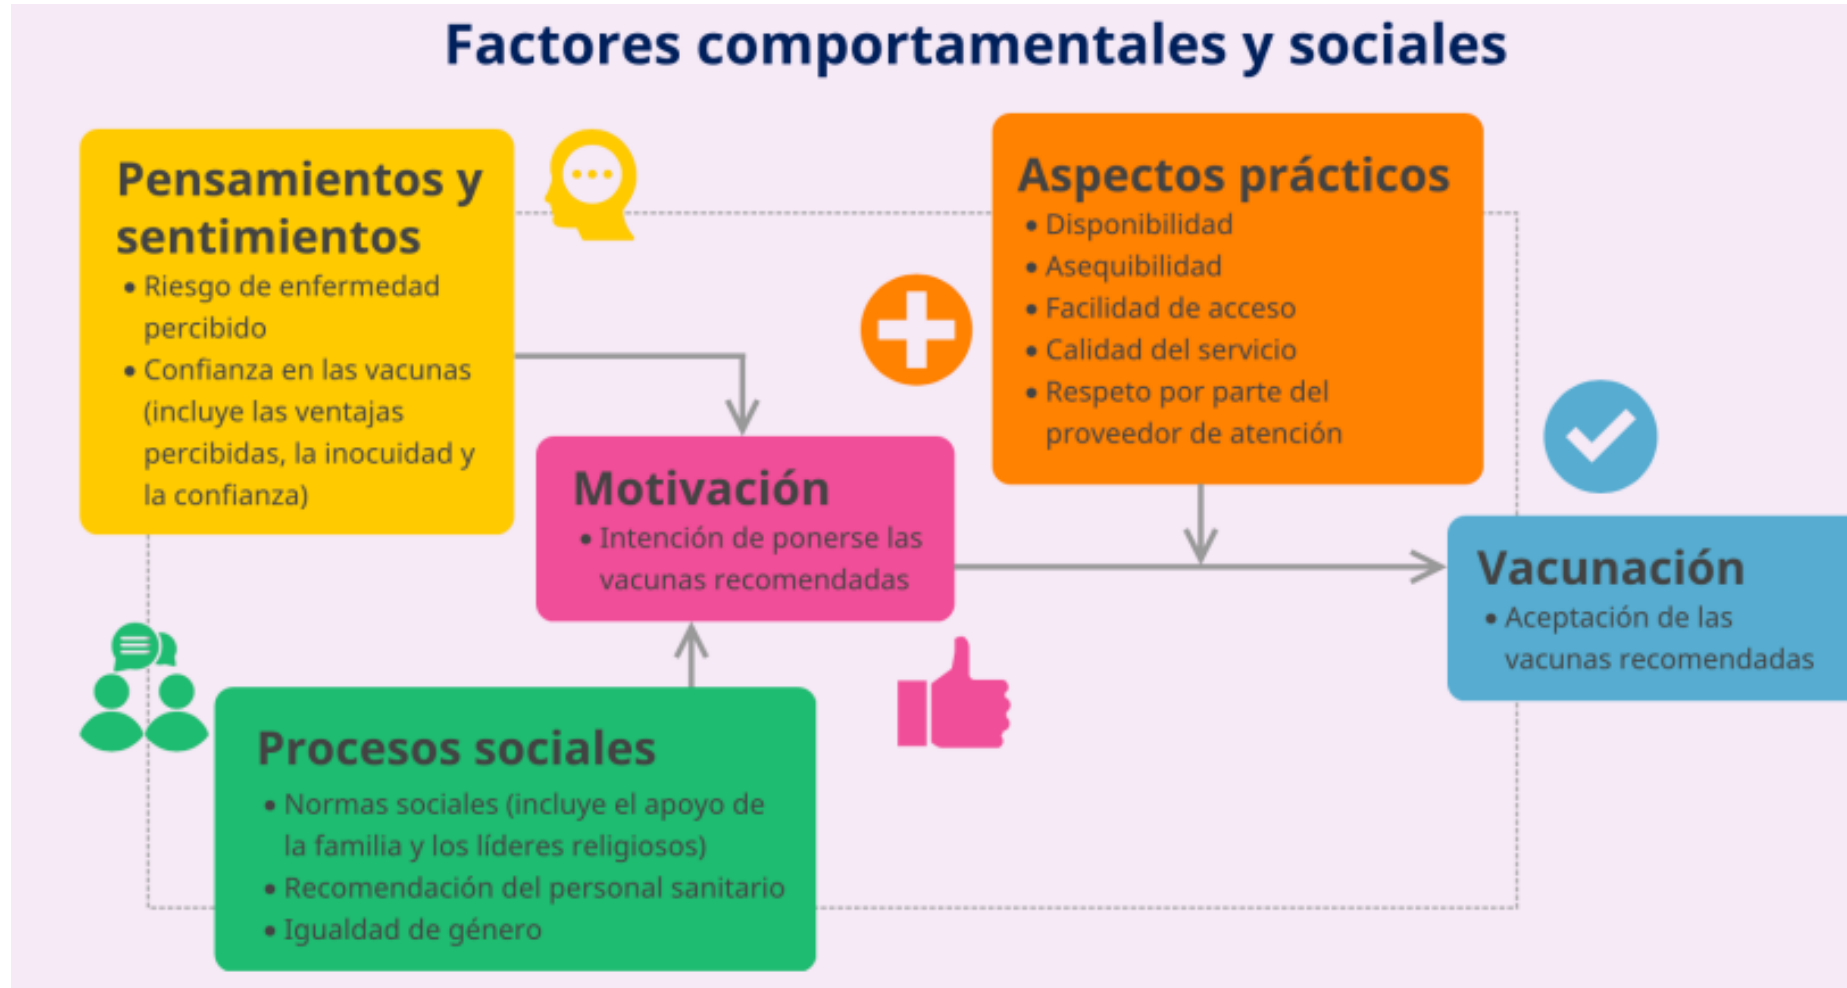 Factores comportamentales y sociales
Pensamientos y
sentimientos
• Riesgo de enfermedad
percibido
• Confianza en las vacunas
(incluye las ventajas
percibidas, la inocuidad y
la confianza)
Aspectos prácticos
• Disponibilidad
• Asequibilidad
• Facilidad de acceso
• Calidad del servicio
• Respeto por parte del
proveedor de atención
Motivación
• Intención de ponerse las
vacunas recomendadas
Vacunación
• Aceptación de las
vacunas recomendadas
Procesos sociales
• Normas sociales (incluye el apoyo de
la familia y los líderes religiosos)
• Recomendación del personal sanitario
• Igualdad de género